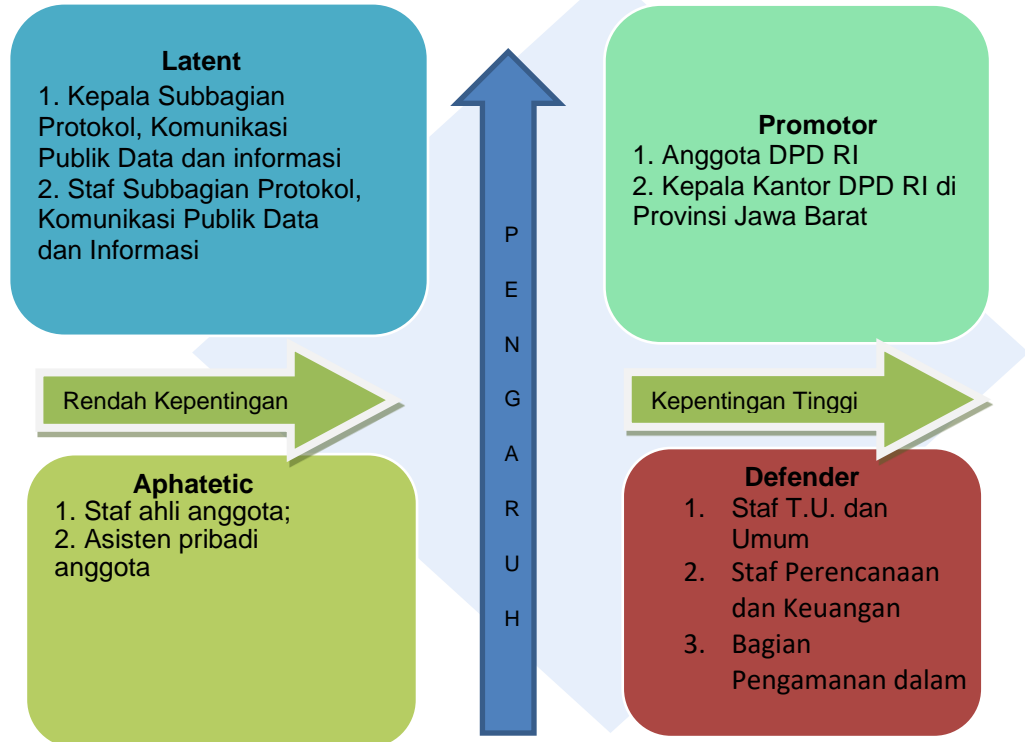 Latent
1. Kepala Subbagian
Protokol, Komunikasi
Publik Data dan informasi
2. Staf Subbagian Protokol,
Komunikasi Publik Data
dan Informasi
Promotor
1. Anggota DPD RI
2. Kepala Kantor DPD RI di
Provinsi Jawa Barat
P
E
N
G
A
R
U
H
Rendah Kepentingan
Kepentingan Tinggi
Aphatetic
1. Staf ahli anggota;
2. Asisten pribadi
anggota
Defender
1. Staf T.U. dan
Umum
2. Staf Perencanaan
dan Keuangan
3. Bagian
Pengamanan dalam